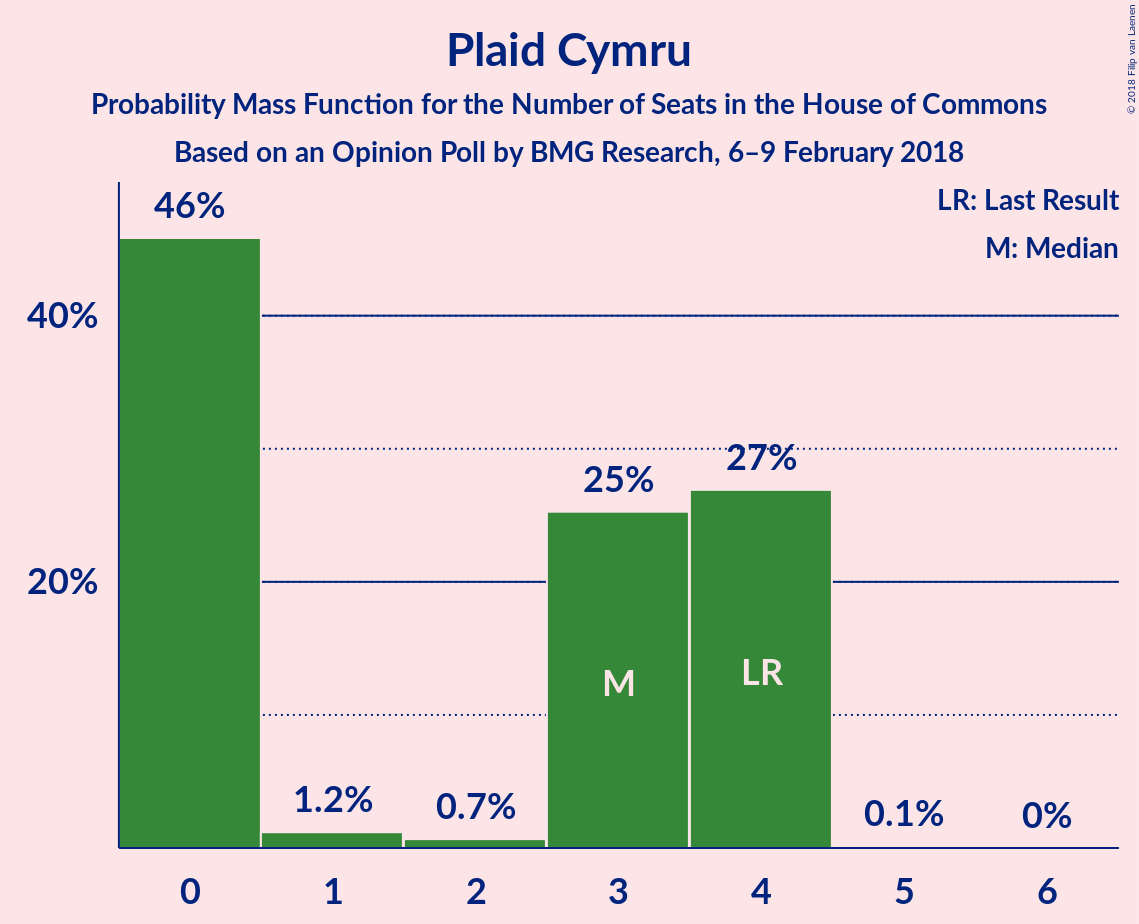 Plaid Cymru
Probability Mass Function for the Number of Seats in the House of Commons
Based on an Opinion Poll by BMG Research, 6–9 February 2018
© 2018 Filip van Laenen
LR: Last Result
M: Median
46%
40%
27%
25%
20%
M
LR
1.2%
0.7%
0.1%
0%
0 1 2 3 4 5 6